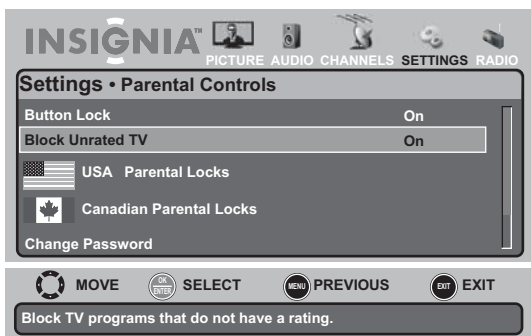 INSIGNIA™
PICTURE AUDIO CHANNELS SETTINGS RADIO
Settings • Parental Controls
Button Lock On
Block Unrated TV On
USA Parental Locks
Canadian Parental Locks
Change Password
MOVE OK ENTER SELECT MENU PREVIOUS EXIT EXIT
Block TV programs that do not have a rating.